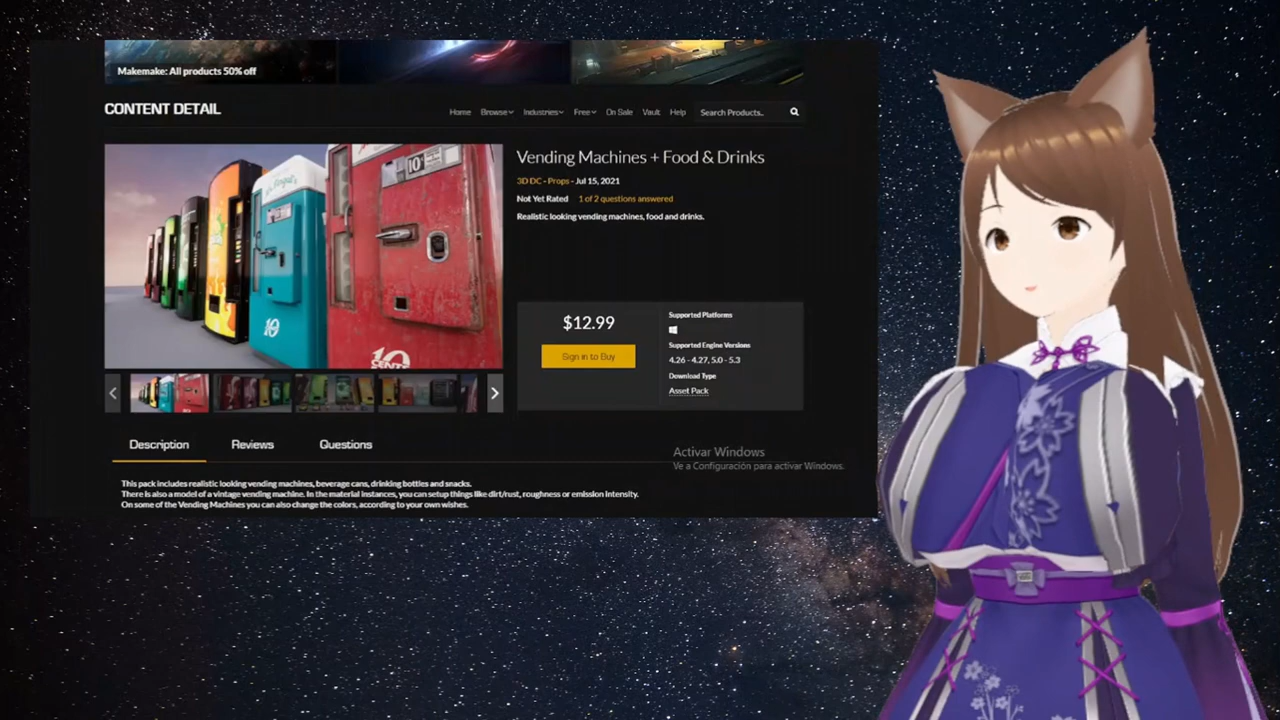 Makemake: All products 50% off
CONTENT DETAIL
Home Browse Industries Free On Sale Vault Help Search Products..
Vending Machines + Food & Drinks
3D DC - Props - Jul 15, 2021
Not Yet Rated 1 of 2 questions answered
Realistic looking vending machines, food and drinks.
$12.99
Sign in to Buy
Supported Platforms
Supported Engine Versions
4.26 - 4.27, 5.0 - 5.3
Download Type
Asset Pack
10¢
10
10
CENTS
Description Reviews Questions
Activar Windows
Ve a Configuración para activar Windows.
This pack includes realistic looking vending machines, beverage cans, drinking bottles and snacks.
There is also a model of a vintage vending machine. In the material instances, you can setup things like dirt/rust, roughness or emission intensity.
On some of the Vending Machines you can also change the colors, according to your own wishes.